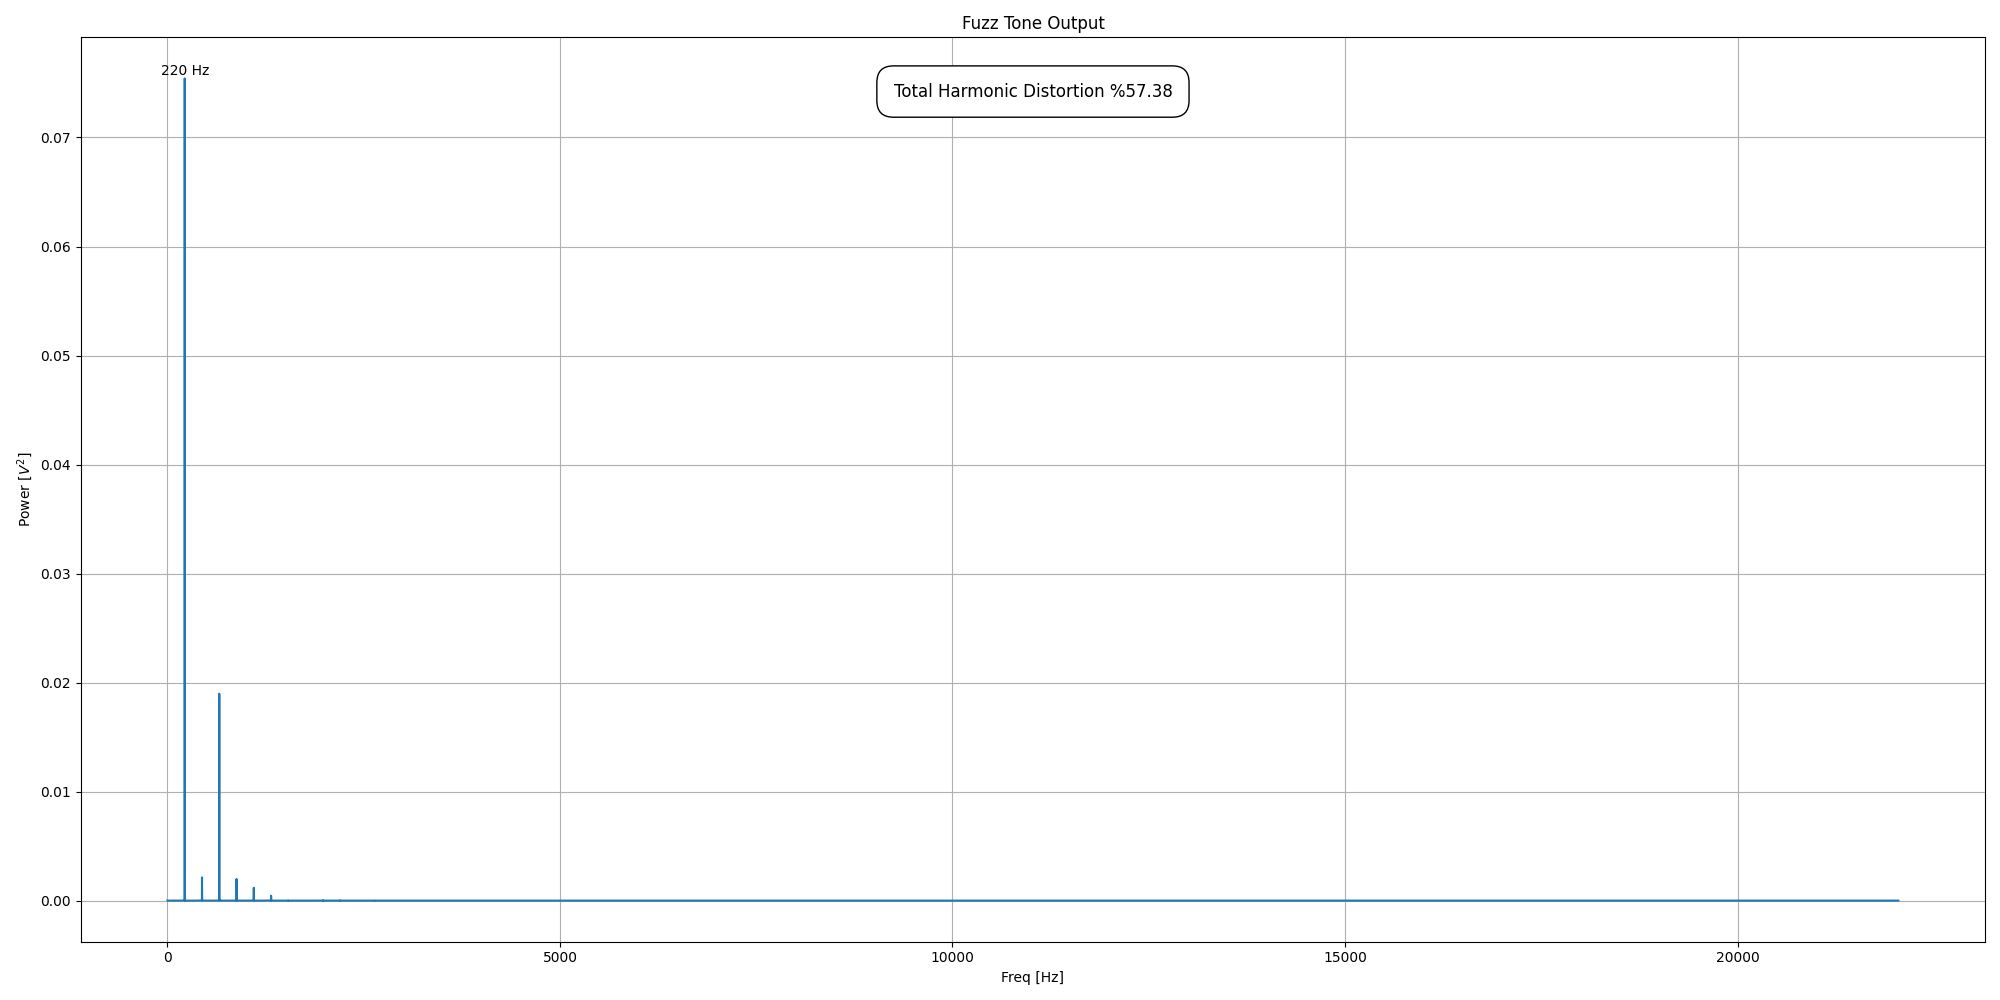 Fuzz Tone Output
220 Hz
Total Harmonic Distortion %57.38
0.07
0.06
0.05
0.04
0.03
0.02
0.01
0.00
Power [V²]
0 5000 10000 15000 20000
Freq [Hz]